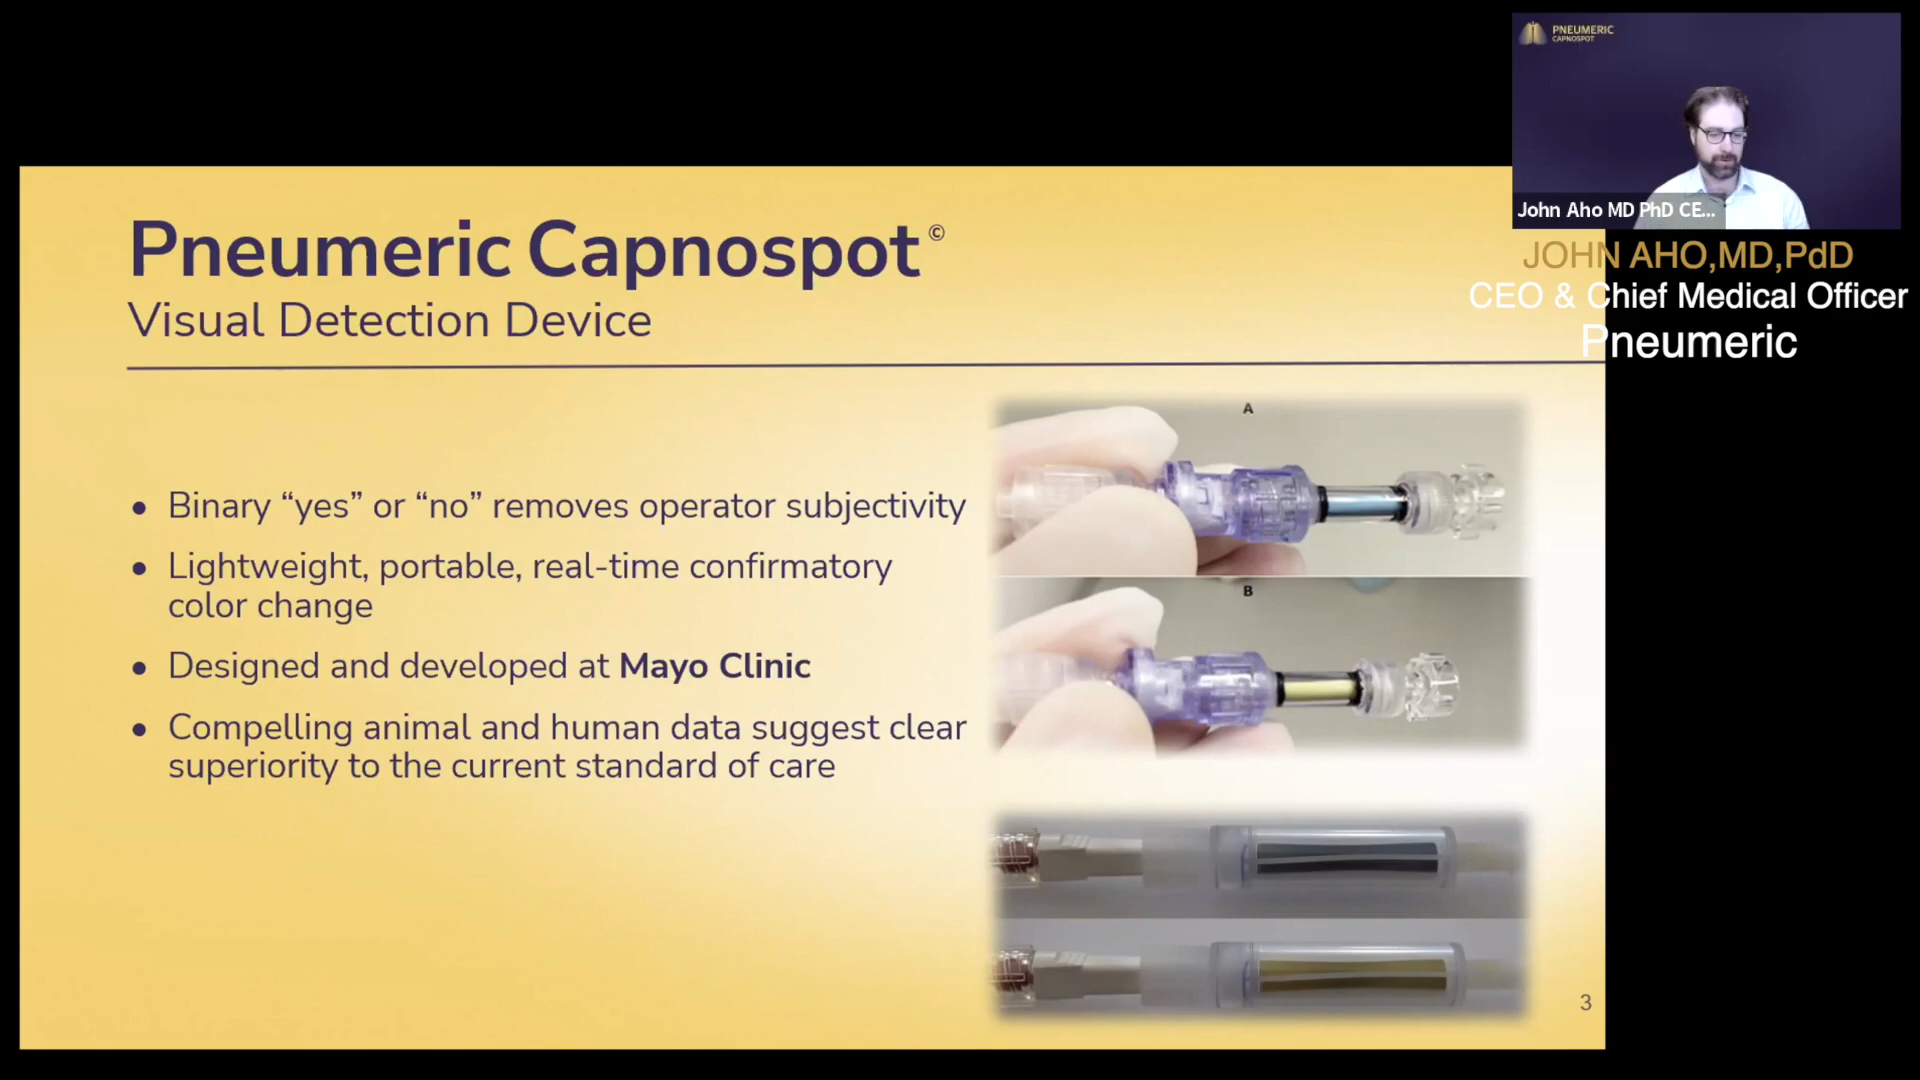 PNEUMERIC
CAPNOSPOT
John Aho MD PhD CE...
JOHN AHO,MD,PdD
CEO & Chief Medical Officer
Pneumeric
Pneumeric Capnospot©
Visual Detection Device
• Binary “yes” or “no” removes operator subjectivity
• Lightweight, portable, real-time confirmatory
color change
• Designed and developed at Mayo Clinic
• Compelling animal and human data suggest clear
superiority to the current standard of care
A
B
3